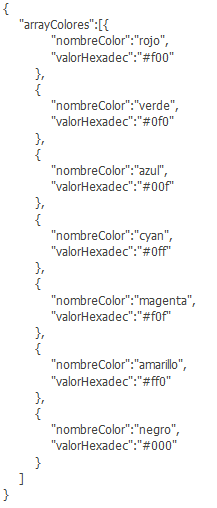 {
"arrayColores":[{
"nombreColor":"rojo",
"valorHexadec":"#f00"
},
{
"nombreColor":"verde",
"valorHexadec":"#0f0"
},
{
"nombreColor":"azul",
"valorHexadec":"#00f"
},
{
"nombreColor":"cyan",
"valorHexadec":"#0ff"
},
{
"nombreColor":"magenta",
"valorHexadec":"#f0f"
},
{
"nombreColor":"amarillo",
"valorHexadec":"#ff0"
},
{
"nombreColor":"negro",
"valorHexadec":"#000"
}
]
}